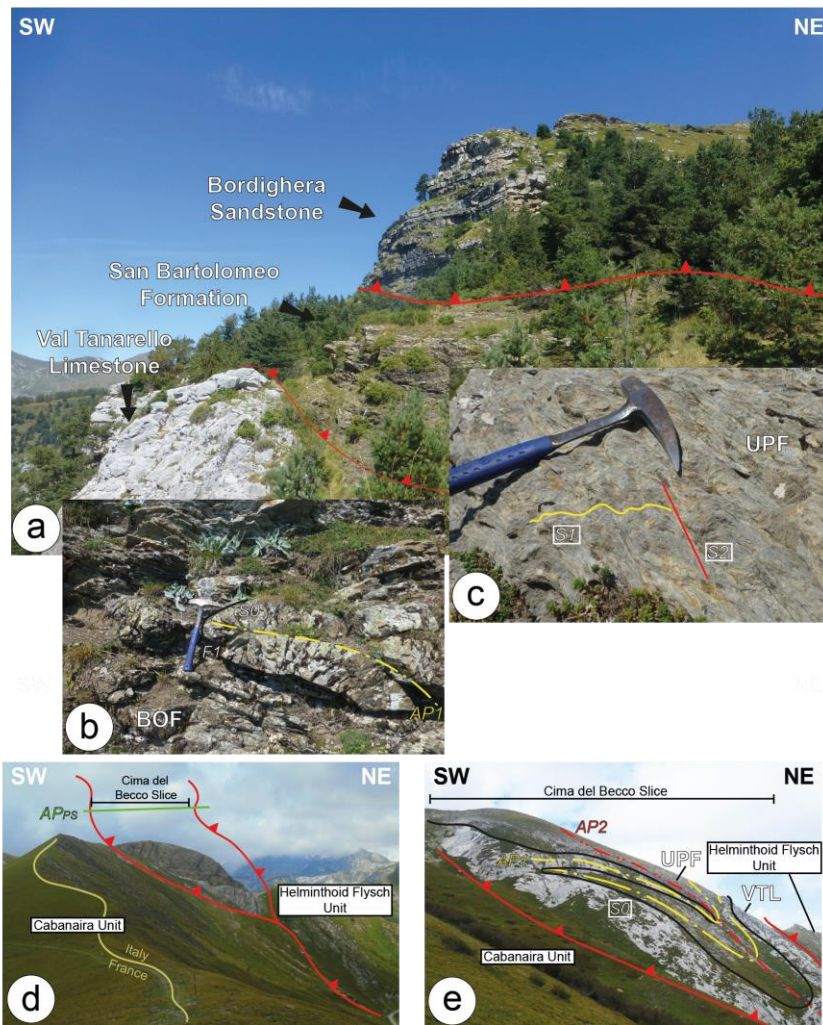 SW
NE
Bordighera
Sandstone
San Bartolomeo
Formation
Val Tanarello
Limestone
a
UPF
S1
S2
c
S0
F1
BOF
AP1
b
SW
NE
Cima del
Becco Slice
APPS
Helminthoid Flysch
Unit
Cabanaira Unit
Italy
France
d
SW
NE
Cima del Becco Slice
AP2
AP1
UPF
Helminthoid Flysch
Unit
VTL
S0
Cabanaira Unit
e